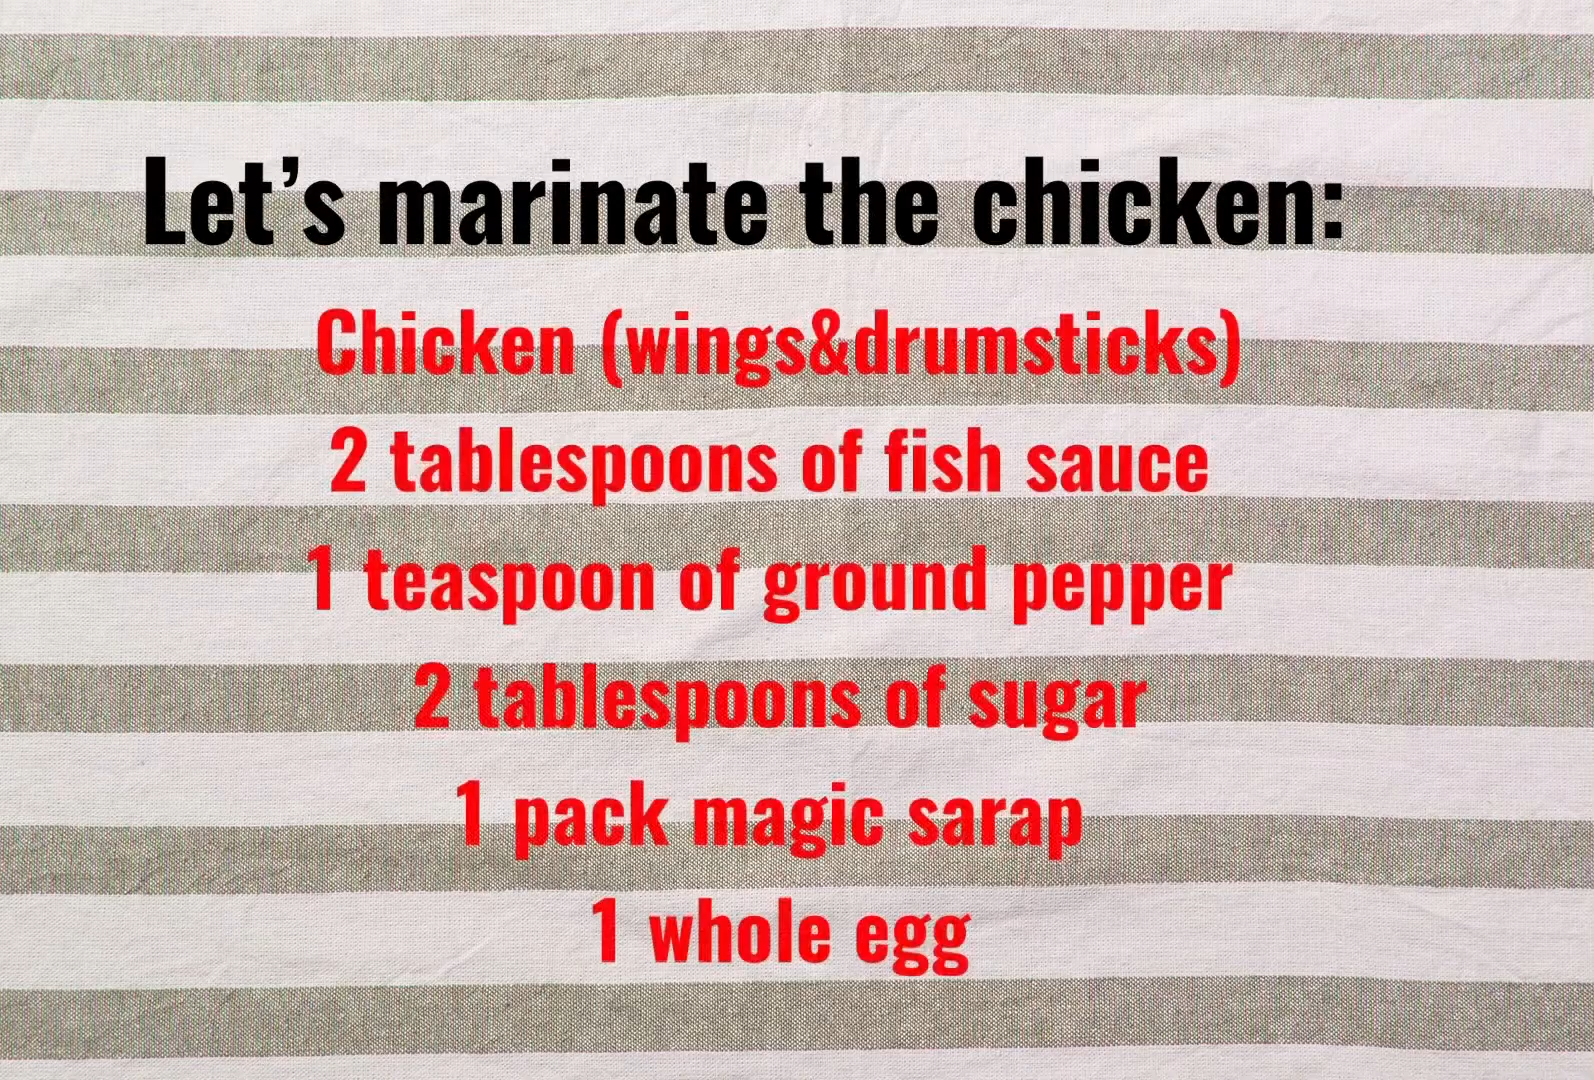 Let’s marinate the chicken:
Chicken (wings&drumsticks)
2 tablespoons of fish sauce
1 teaspoon of ground pepper
2 tablespoons of sugar
1 pack magic sarap
1 whole egg